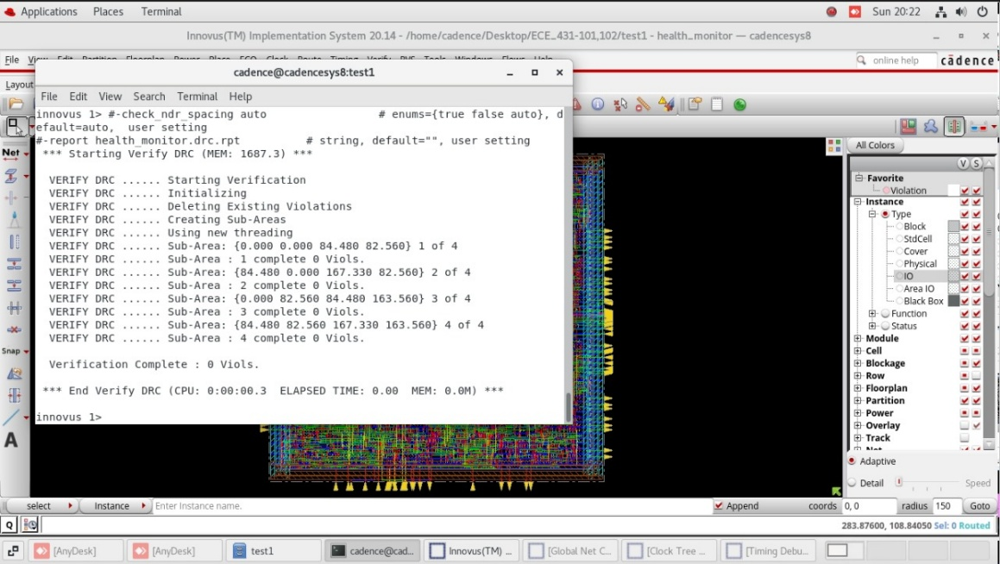 Applications Places Terminal Sun 20:22
Innovus(TM) Implementation System 20.14 - /home/cadence/Desktop/ECE_431-101,102/test1 - health_monitor — cadencesys8
File online help cādence
cadence@cadencesys8:test1
Layout
File Edit View Search Terminal Help
innovus 1> #-check_ndr_spacing auto # enums={true false auto}, d
efault=auto, user setting
#-report health_monitor.drc.rpt # string, default="", user setting
*** Starting Verify DRC (MEM: 1687.3) ***
VERIFY DRC ...... Starting Verification
VERIFY DRC ...... Initializing
VERIFY DRC ...... Deleting Existing Violations
VERIFY DRC ...... Creating Sub-Areas
VERIFY DRC ...... Using new threading
VERIFY DRC ...... Sub-Area: {0.000 0.000 84.480 82.560} 1 of 4
VERIFY DRC ...... Sub-Area : 1 complete 0 Viols.
VERIFY DRC ...... Sub-Area: {84.480 0.000 167.330 82.560} 2 of 4
VERIFY DRC ...... Sub-Area : 2 complete 0 Viols.
VERIFY DRC ...... Sub-Area: {0.000 82.560 84.480 163.560} 3 of 4
VERIFY DRC ...... Sub-Area : 3 complete 0 Viols.
VERIFY DRC ...... Sub-Area: {84.480 82.560 167.330 163.560} 4 of 4
VERIFY DRC ...... Sub-Area : 4 complete 0 Viols.
Verification Complete : 0 Viols.
*** End Verify DRC (CPU: 0:00:00.3 ELAPSED TIME: 0.00 MEM: 0.0M) ***
innovus 1>
Net
Snap
A
All Colors
V S
Favorite
Violation
Instance
Type
Block
StdCell
Cover
Physical
IO
Area IO
Black Box
Function
Status
Module
Cell
Blockage
Row
Floorplan
Partition
Power
Overlay
Track
Adaptive
Detail Speed
select Instance Enter Instance name. Append coords 0, 0 radius 150 Goto
Q 283.87600, 108.84050 Sel: 0 Routed
[AnyDesk] [AnyDesk] test1 cadence@cad... Innovus(TM) ... [Global Net C... [Clock Tree ... [Timing Debu...